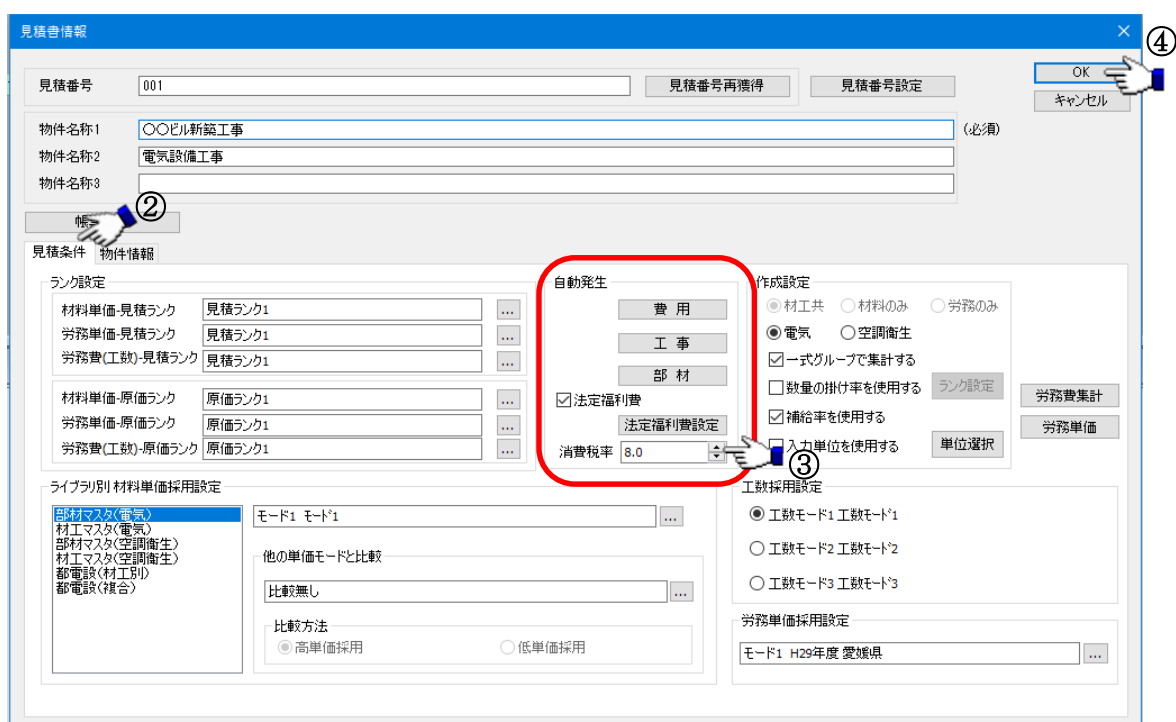 見積書情報
④
見積番号 001 見積番号再獲得 見積番号設定 OK
キャンセル
物件名称1 〇〇ビル新築工事 (必須)
物件名称2 電気設備工事
物件名称3
②
帳
見積条件 物件情報
ランク設定
材料単価-見積ランク 見積ランク1 ...
労務単価-見積ランク 見積ランク1 ...
労務費(工数)-見積ランク 見積ランク1 ...
材料単価-原価ランク 原価ランク1 ...
労務単価-原価ランク 原価ランク1 ...
労務費(工数)-原価ランク 原価ランク1 ...
自動発生
費 用
工 事
部 材
法定福利費
法定福利費設定
消費税率 8.0
③
作成設定
材工共 材料のみ 労務のみ
電気 空調衛生
一式グループで集計する
数量の掛け率を使用する ランク設定
補給率を使用する
入力単位を使用する 単位選択
労務費集計
労務単価
ライブラリ別 材料単価採用設定
部材マスタ(電気)
材工マスタ(電気)
部材マスタ(空調衛生)
材工マスタ(空調衛生)
都電設(材工別)
都電設(複合)
モード1 モード1 ...
他の単価モードと比較
比較無し ...
比較方法
高単価採用 低単価採用
工数採用設定
工数モード1 工数モード1
工数モード2 工数モード2
工数モード3 工数モード3
労務単価採用設定
モード1 H29年度 愛媛県 ...